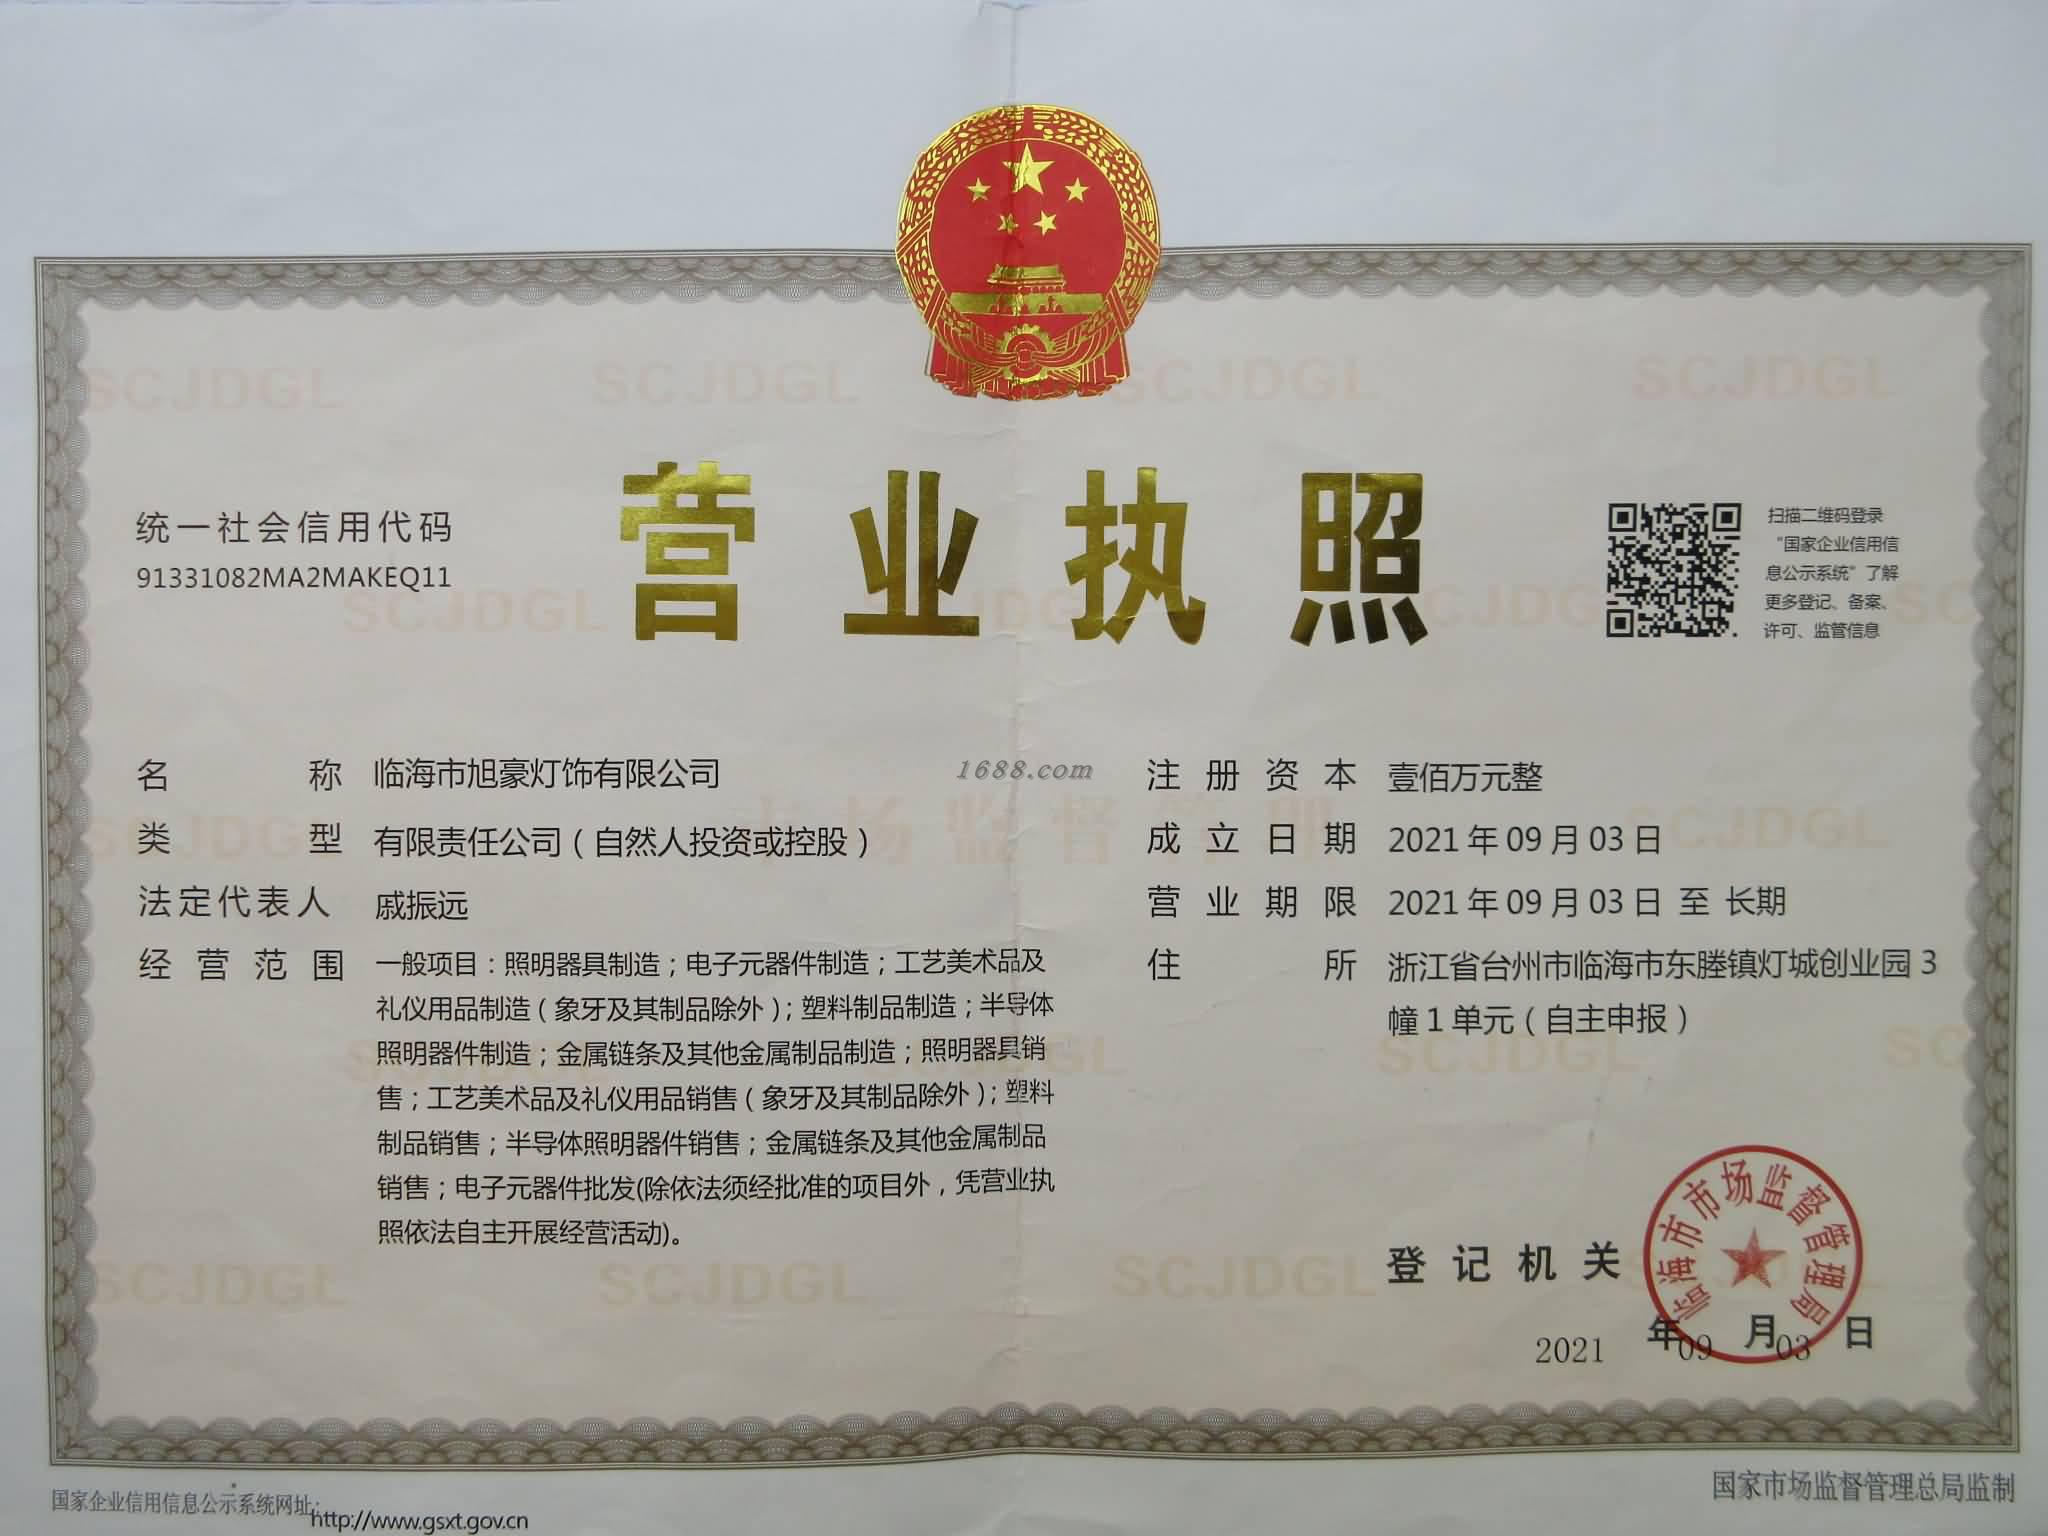 营业执照
统一社会信用代码
91331082MA2MAKEQ11
扫描二维码登录
“国家企业信用信
息公示系统”了解
更多登记、备案、
许可、监管信息
名称 临海市旭豪灯饰有限公司
类型 有限责任公司（自然人投资或控股）
法定代表人 戚振远
经营范围 一般项目：照明器具制造；电子元器件制造；工艺美术品及
礼仪用品制造（象牙及其制品除外）；塑料制品制造；半导体
照明器件制造；金属链条及其他金属制品制造；照明器具销
售；工艺美术品及礼仪用品销售（象牙及其制品除外）；塑料
制品销售；半导体照明器件销售；金属链条及其他金属制品
销售；电子元器件批发(除依法须经批准的项目外，凭营业执
照依法自主开展经营活动)。
1688.com
注册资本 壹佰万元整
成立日期 2021年09月03日
营业期限 2021年09月03日 至 长期
住所 浙江省台州市临海市东塍镇灯城创业园3
幢1单元（自主申报）
登记机关
临海市市场监督管理局
2021 年09 月03 日
国家企业信用信息公示系统网址：http://www.gsxt.gov.cn
国家市场监督管理总局监制
SCJDGL SCJDGL SCJDGL SCJDGL
市场监督管理